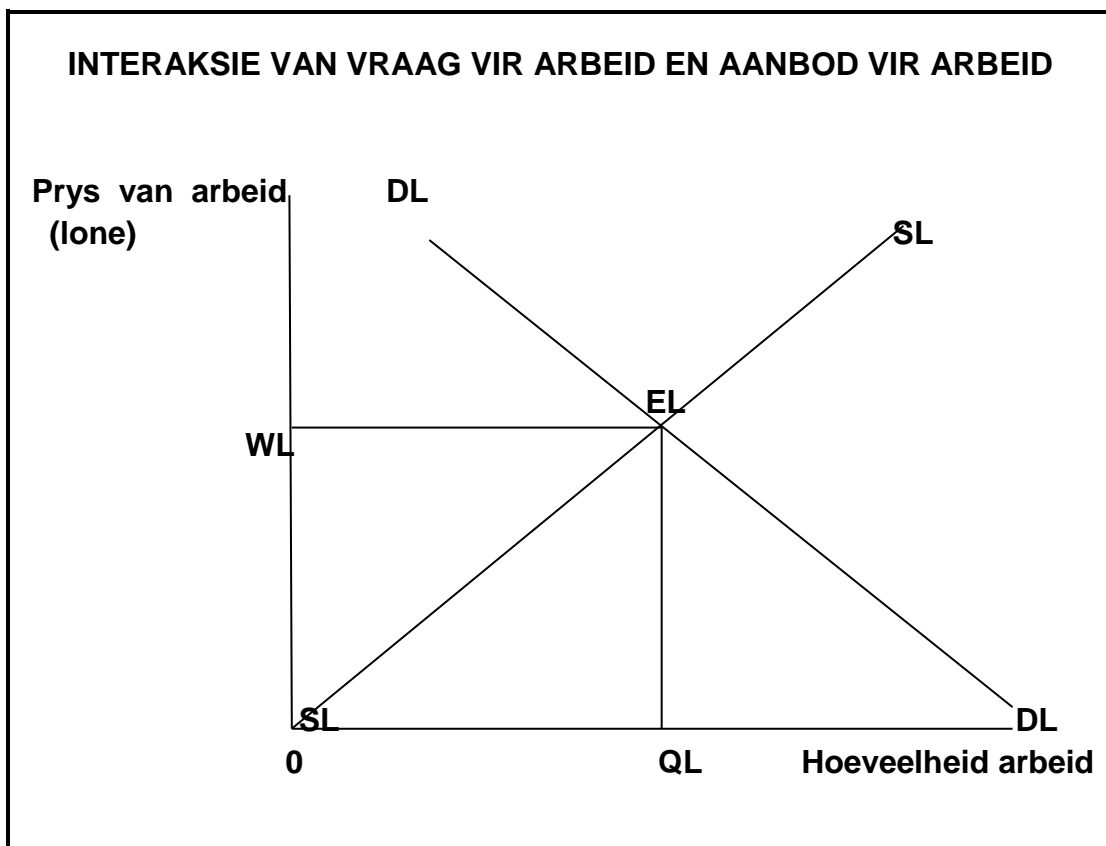 INTERAKSIE VAN VRAAG VIR ARBEID EN AANBOD VIR ARBEID
Prys van arbeid
(lone)
DL
SL
EL
WL
SL
DL
0
QL
Hoeveelheid arbeid